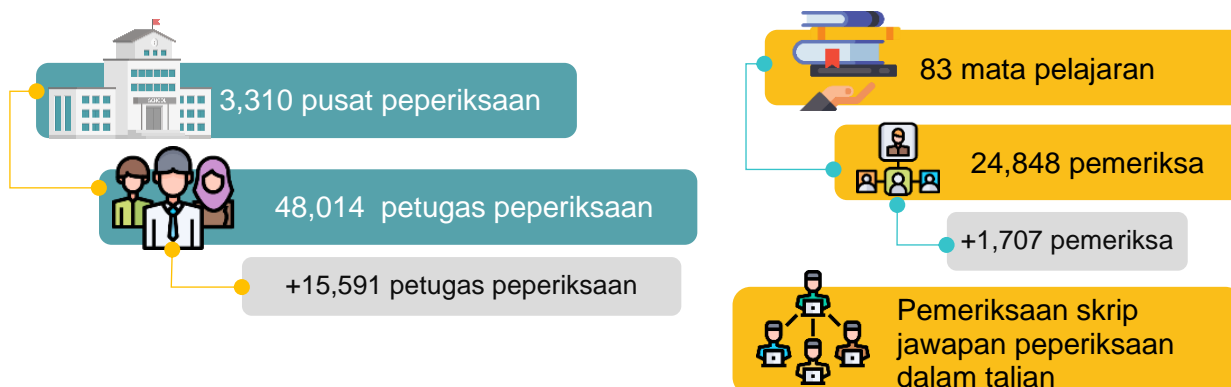 3,310 pusat peperiksaan
48,014 petugas peperiksaan
+15,591 petugas peperiksaan
83 mata pelajaran
24,848 pemeriksa
+1,707 pemeriksa
Pemeriksaan skrip
jawapan peperiksaan
dalam talian